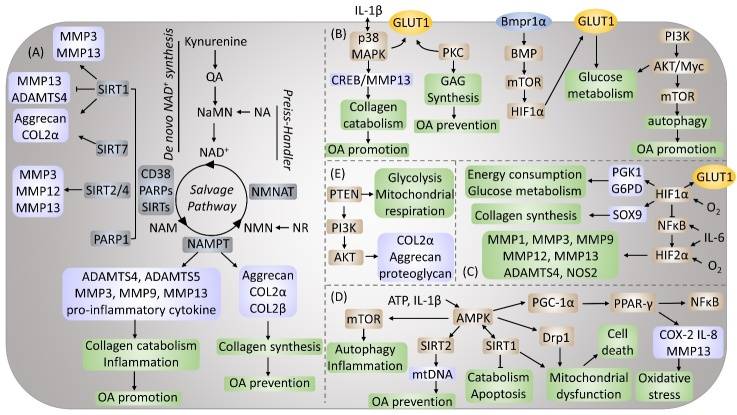 (A)
MMP3
MMP13
MMP13
ADAMTS4
SIRT1
Aggrecan
COL2α
SIRT7
MMP3
MMP12
MMP13
SIRT2/4
PARP1
De novo NAD⁺ synthesis
Kynurenine
QA
NaMN
NA
Preiss-Handler
NAD⁺
CD38
PARPs
SIRTs
Salvage
Pathway
NMNAT
NAM
NMN
NR
NAMPT
ADAMTS4, ADAMTS5
MMP3, MMP9, MMP13
pro-inflammatory cytokine
Aggrecan
COL2α
COL2β
Collagen catabolism
Inflammation
Collagen synthesis
OA promotion
OA prevention
(B)
IL-1β
GLUT1
p38
MAPK
PKC
CREB/MMP13
GAG
Synthesis
Collagen
catabolism
OA prevention
OA promotion
Bmpr1α
BMP
mTOR
HIF1α
GLUT1
Glucose
metabolism
PI3K
AKT/Myc
mTOR
autophagy
OA promotion
(E)
PTEN
Glycolysis
Mitochondrial
respiration
PI3K
AKT
COL2α
Aggrecan
proteoglycan
(C)
Energy consumption
Glucose metabolism
PGK1
G6PD
HIF1α
GLUT1
O₂
Collagen synthesis
SOX9
NFκB
IL-6
MMP1, MMP3, MMP9
MMP12, MMP13
ADAMTS4, NOS2
HIF2α
O₂
(D)
ATP, IL-1β
mTOR
AMPK
PGC-1α
PPAR-γ
NFκB
Autophagy
Inflammation
SIRT2
SIRT1
Drp1
Cell
death
COX-2 IL-8
MMP13
mtDNA
OA prevention
Catabolism
Apoptosis
Mitochondrial
dysfunction
Oxidative
stress